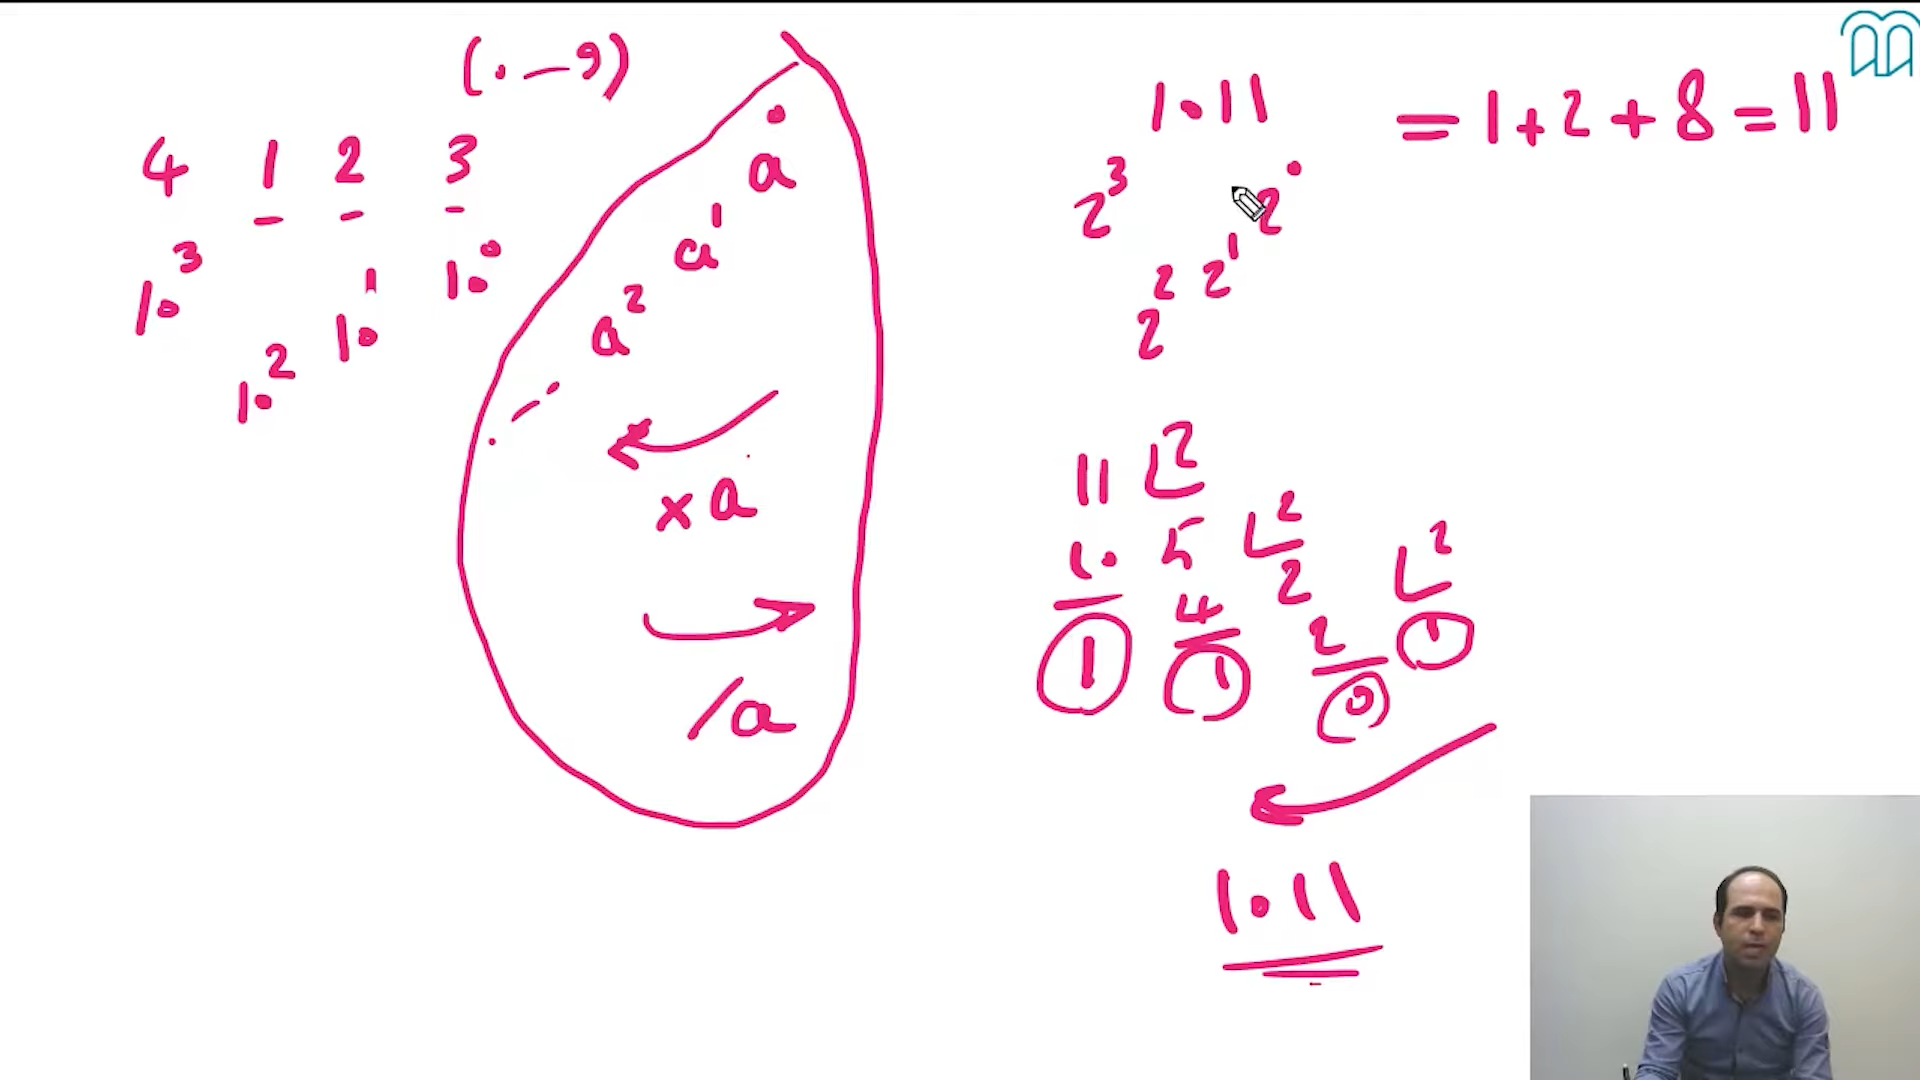 (0—9)
4 1 2 3
10³ 10² 10¹ 10⁰
a⁰
a¹
a²
×a
/a
1011 = 1+2+8=11
2³ 2² 2¹ 2⁰
11 2
10 5 2
1 4 2 2
1 2 1
0
1011